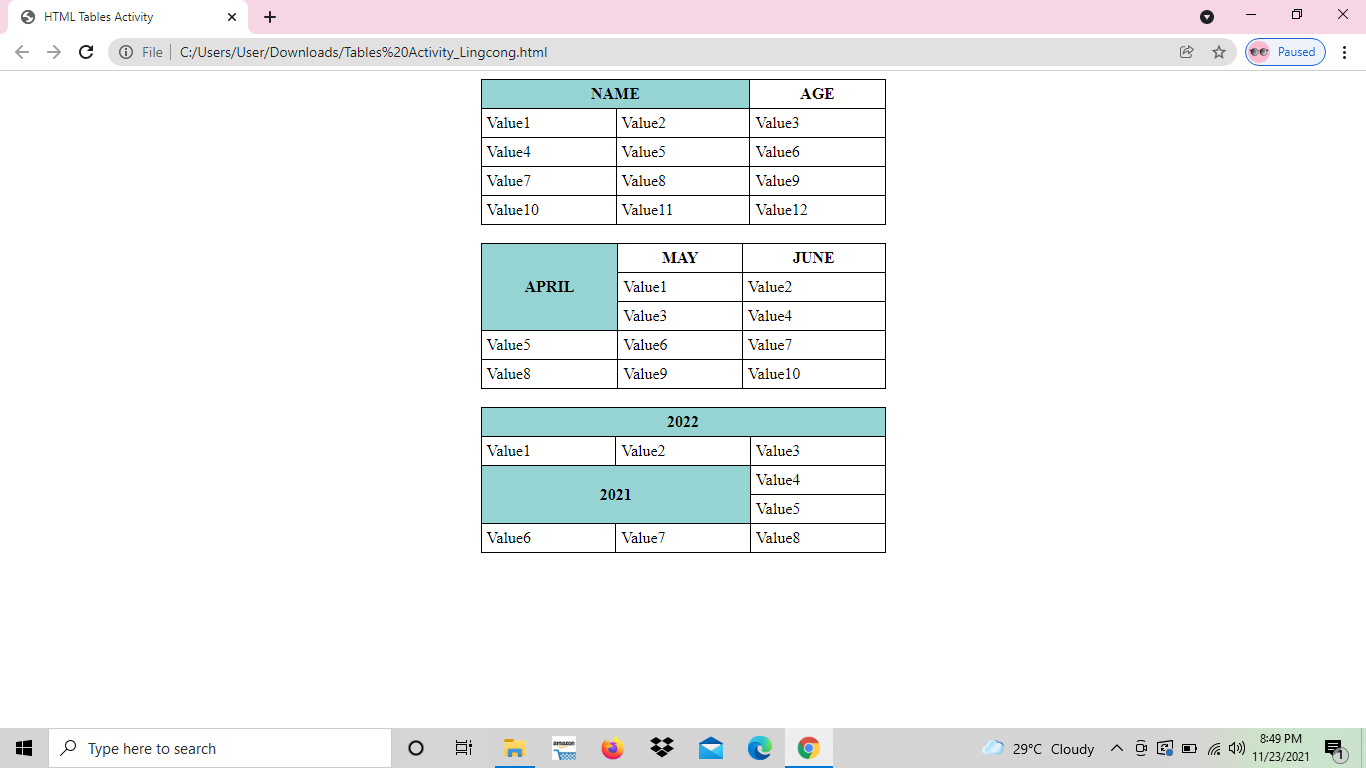 HTML Tables Activity
File | C:/Users/User/Downloads/Tables%20Activity_Lingcong.html
Paused
NAME AGE
Value1 Value2 Value3
Value4 Value5 Value6
Value7 Value8 Value9
Value10 Value11 Value12
APRIL MAY JUNE
Value1 Value2
Value3 Value4
Value5 Value6 Value7
Value8 Value9 Value10
2022
Value1 Value2 Value3
2021 Value4
Value5
Value6 Value7 Value8
Type here to search
amazon
29°C Cloudy
8:49 PM
11/23/2021
1